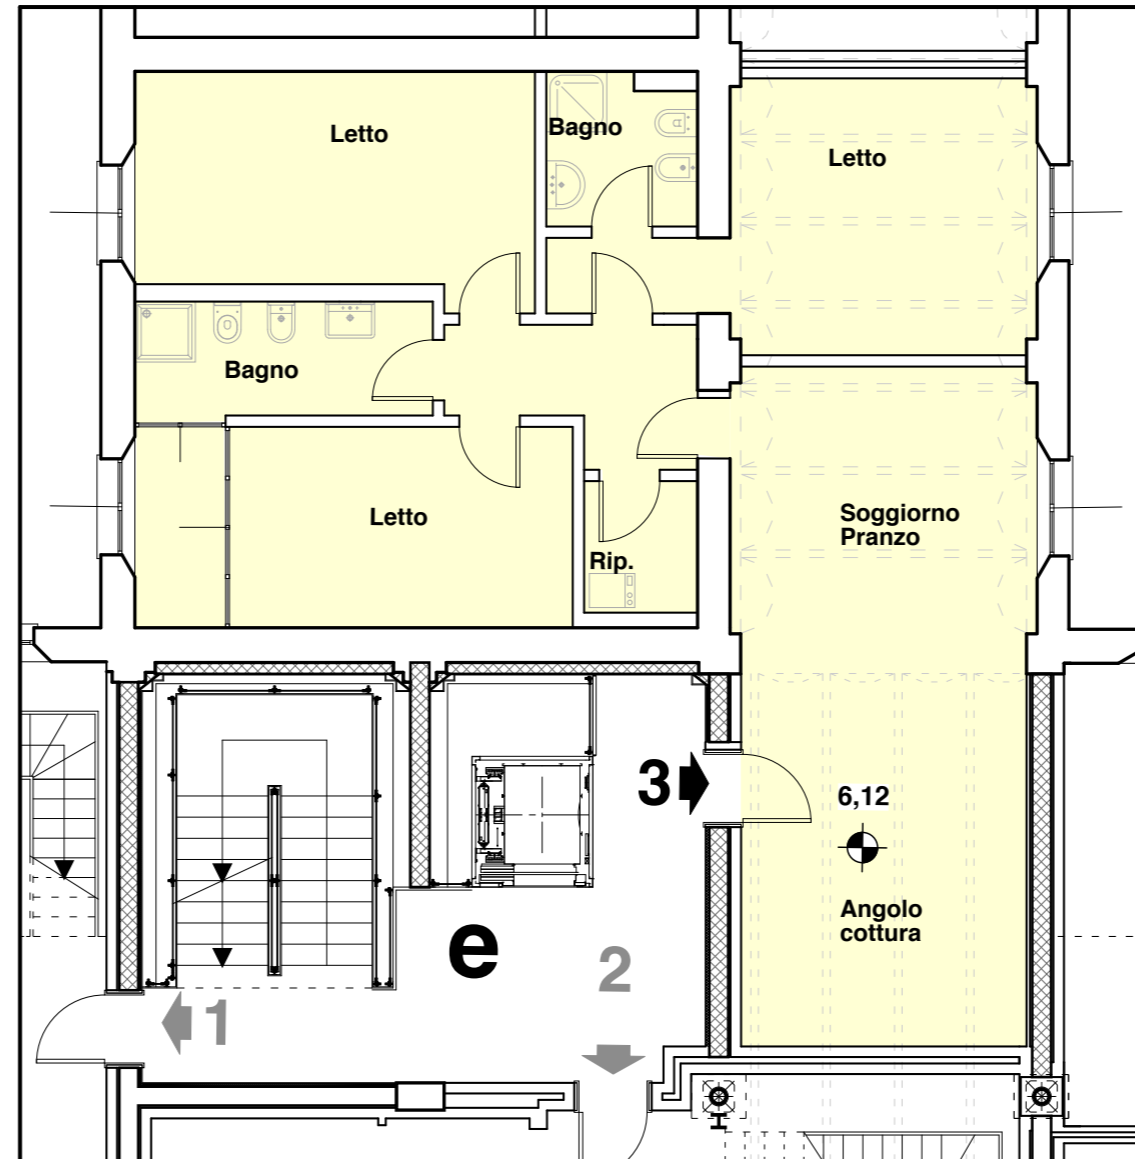 Letto
Bagno
Letto
Bagno
Letto
Soggiorno
Pranzo
Rip.
3
6,12
Angolo
cottura
e
2
1